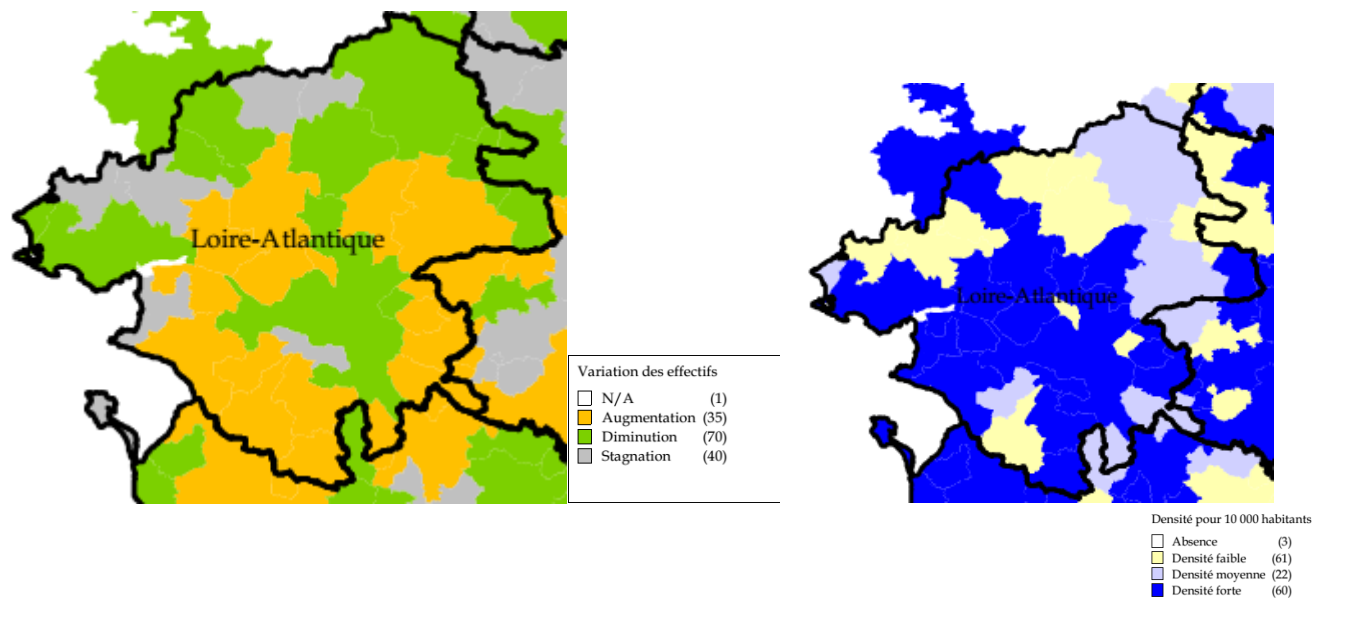 Loire-Atlantique
Variation des effectifs
N/A (1)
Augmentation (35)
Diminution (70)
Stagnation (40)
Loire-Atlantique
Densité pour 10 000 habitants
Absence (3)
Densité faible (61)
Densité moyenne (22)
Densité forte (60)